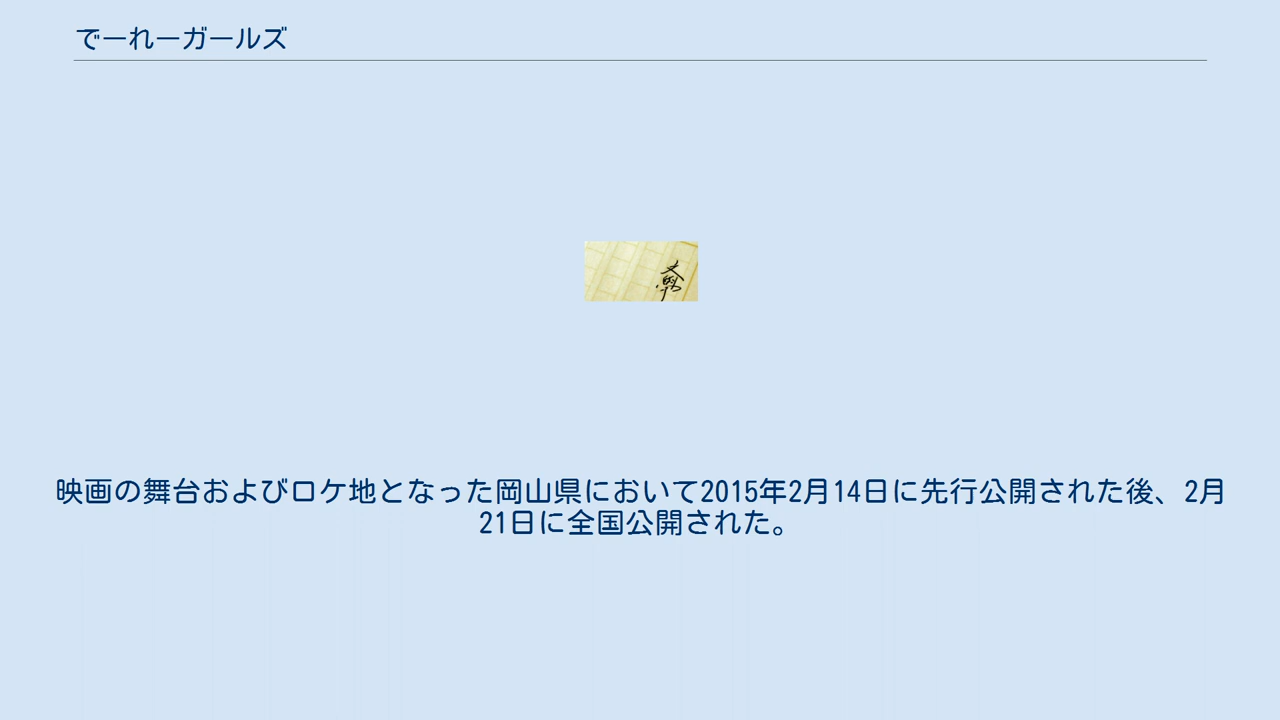 でーれーガールズ
映画の舞台およびロケ地となった岡山県において2015年2月14日に先行公開された後、2月
21日に全国公開された。